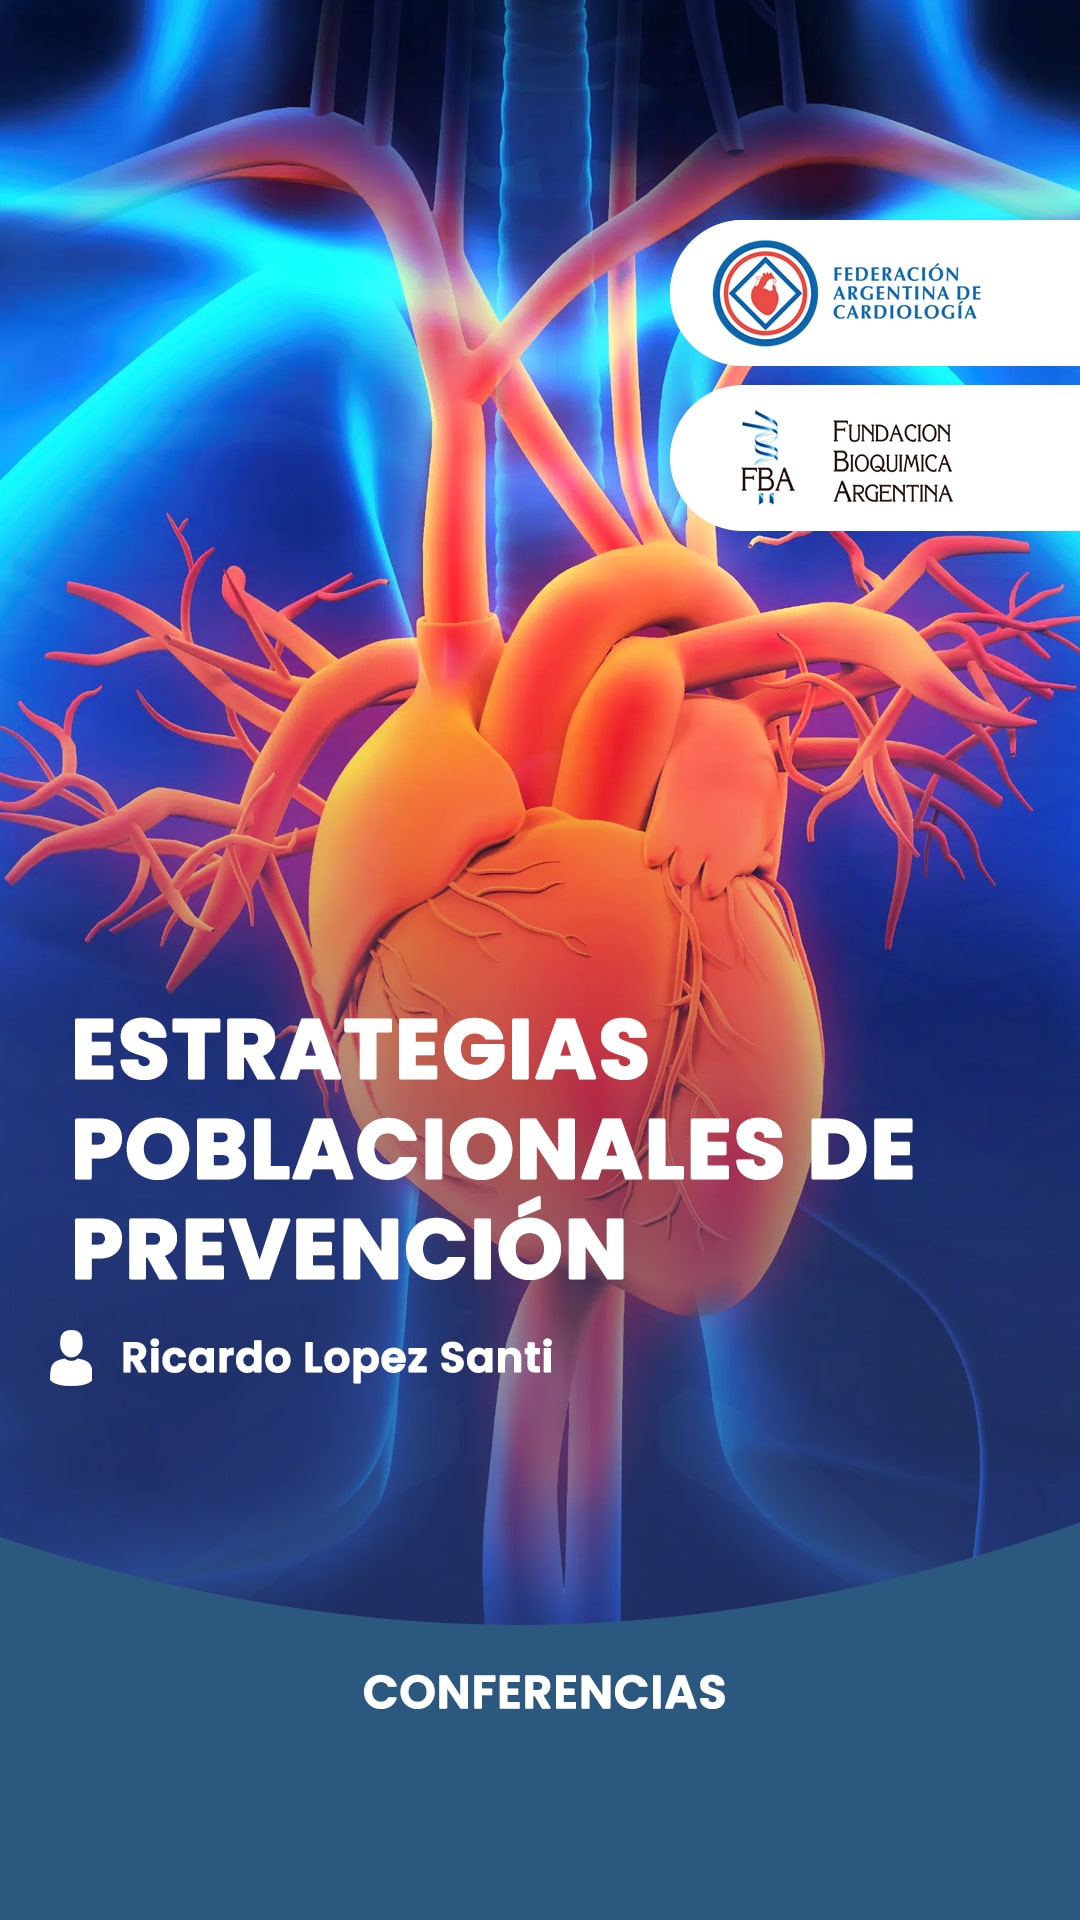 FEDERACIÓN
ARGENTINA DE
CARDIOLOGÍA
FBA
FUNDACION
BIOQUIMICA
ARGENTINA
ESTRATEGIAS
POBLACIONALES DE
PREVENCIÓN
Ricardo Lopez Santi
CONFERENCIAS